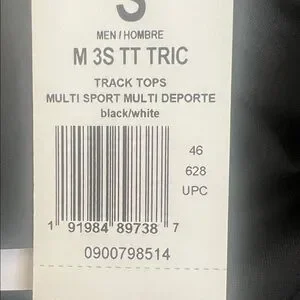 S
MEN / HOMBRE
M 3S TT TRIC
TRACK TOPS
MULTI SPORT MULTI DEPORTE
black/white
46
628
UPC
1 91984 89738 7
0900798514